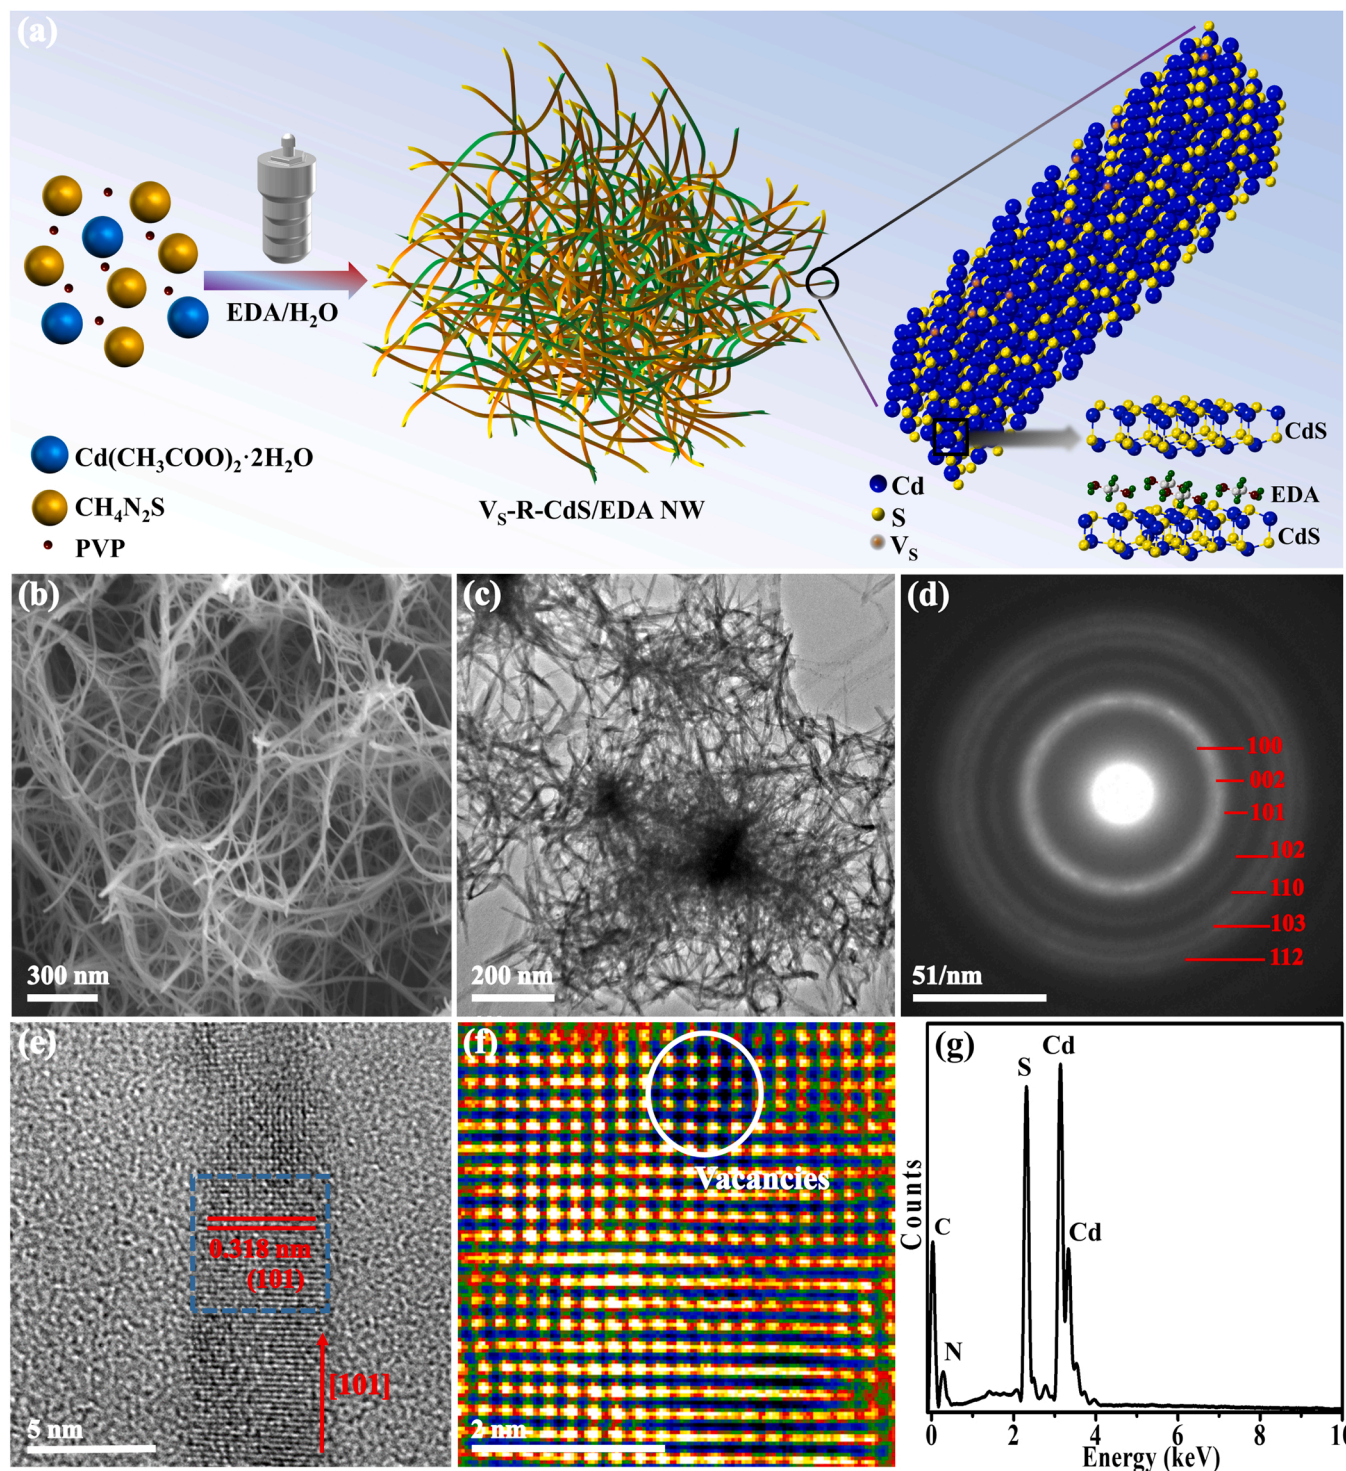 (a)
EDA/H₂O
Cd(CH₃COO)₂·2H₂O
CH₄N₂S
PVP
V_S-R-CdS/EDA NW
Cd
S
V_S
CdS
EDA
CdS
(b)
300 nm
(c)
200 nm
(d)
100
002
101
102
110
103
112
51/nm
(e)
0.318 nm
(101)
[101]
5 nm
(f)
Vacancies
2 nm
(g)
Counts
C
N
S
Cd
Cd
0 2 4 6 8 10
Energy (keV)